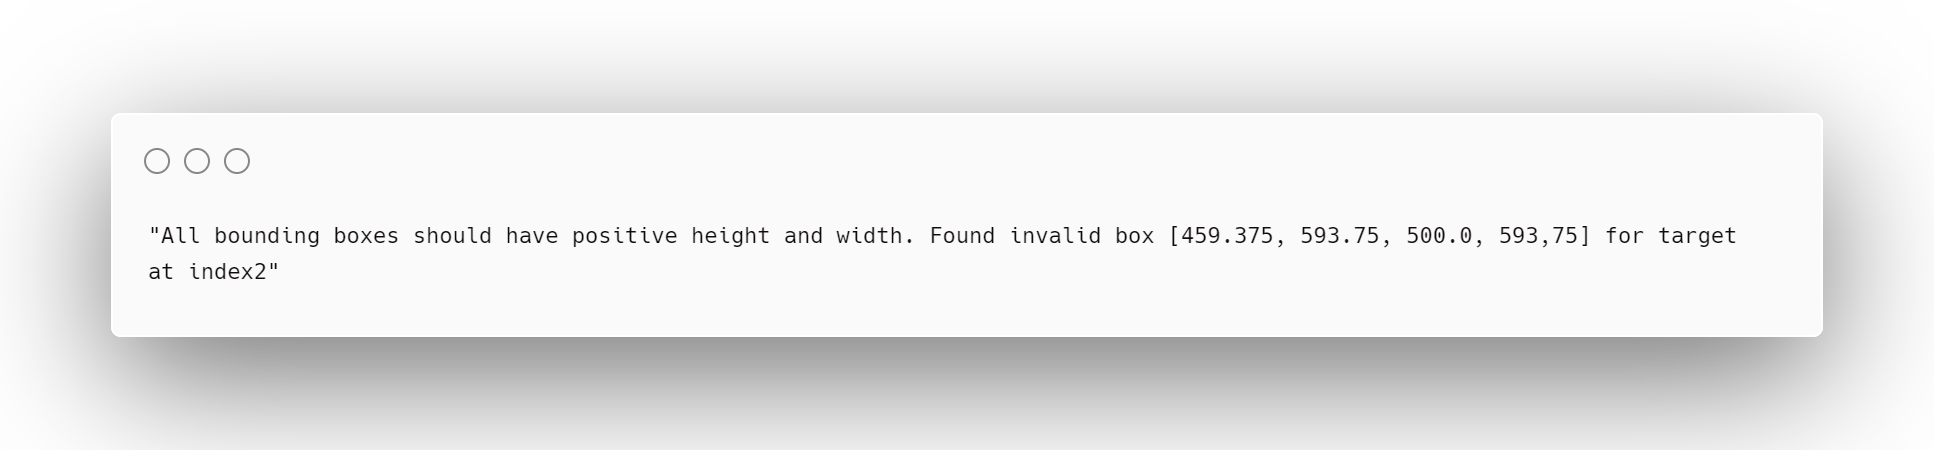 "All bounding boxes should have positive height and width. Found invalid box [459.375, 593.75, 500.0, 593,75] for target
at index2"